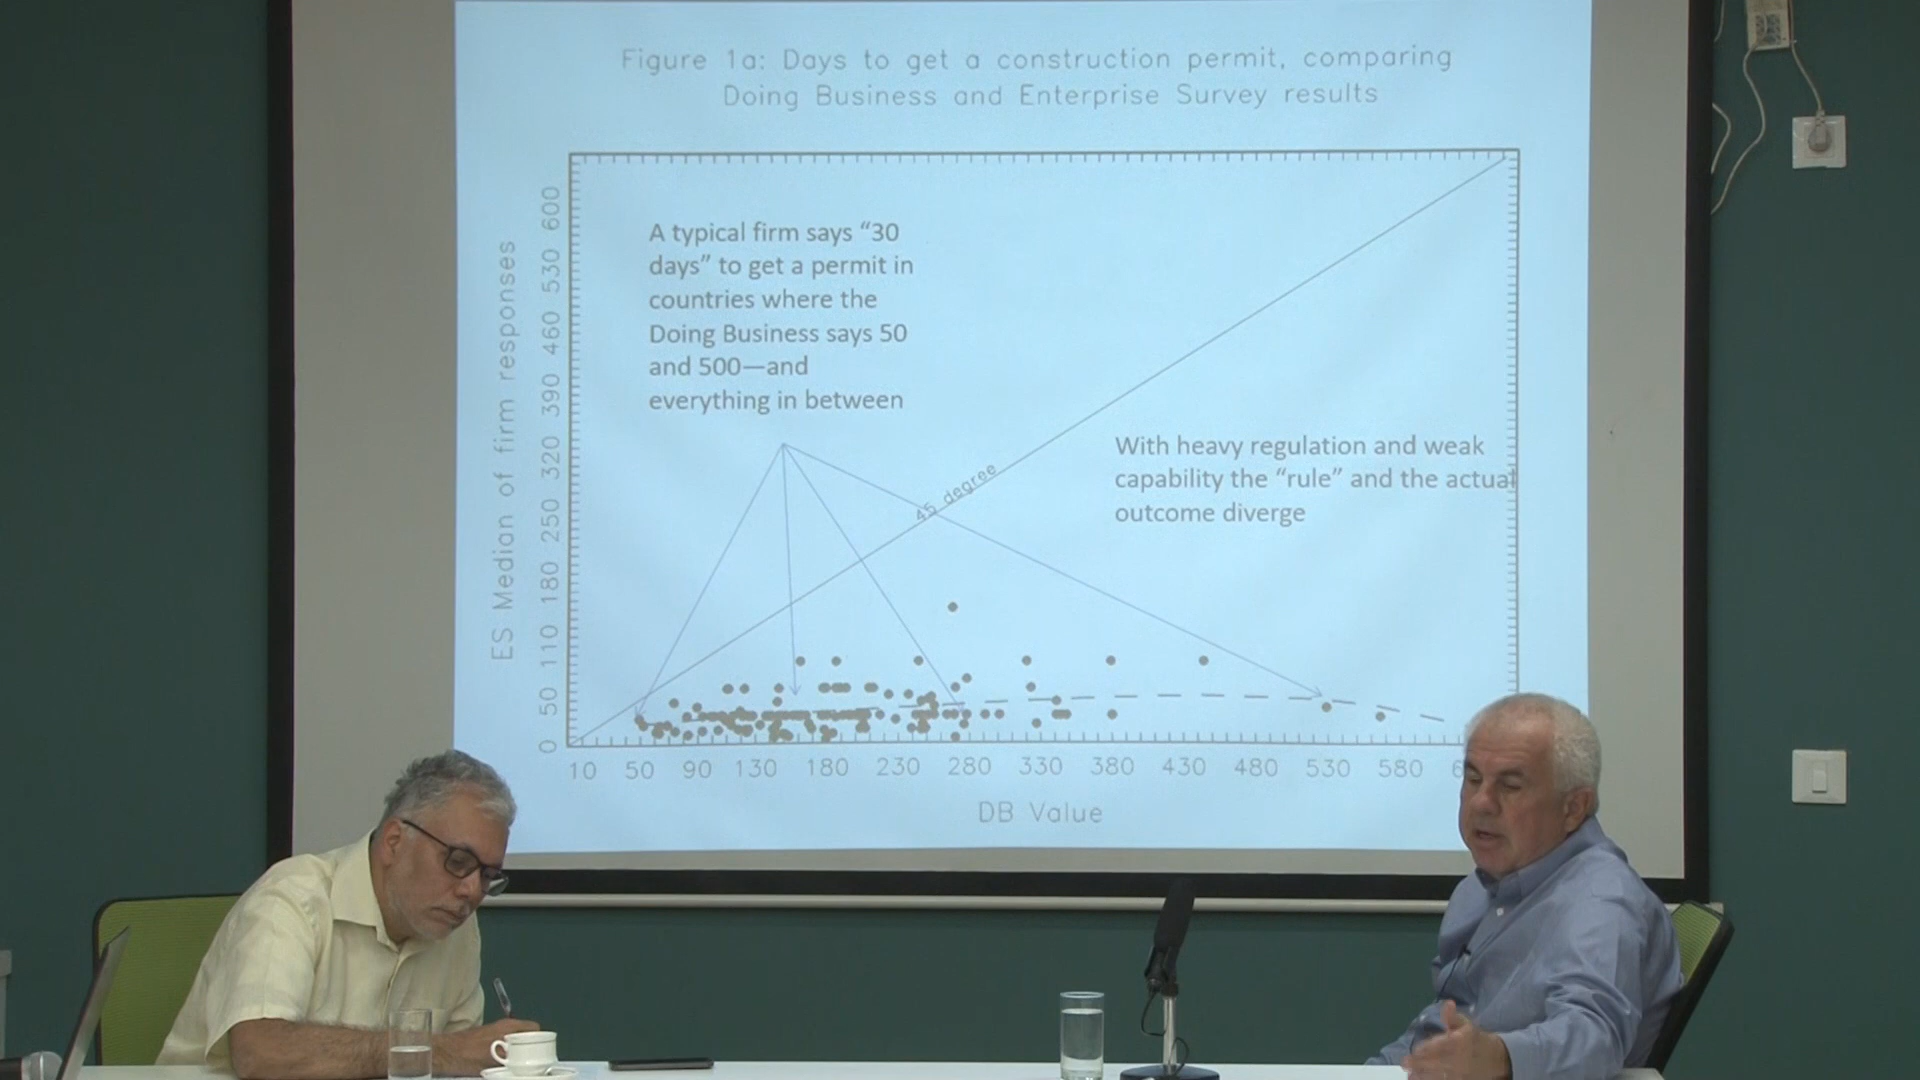 Figure 1a: Days to get a construction permit, comparing
Doing Business and Enterprise Survey results
A typical firm says “30
days” to get a permit in
countries where the
Doing Business says 50
and 500—and
everything in between
With heavy regulation and weak
capability the “rule” and the actual
outcome diverge
45 degree
ES Median of firm responses
600
530
460
390
320
250
180
110
50
0
10 50 90 130 180 230 280 330 380 430 480 530 580
DB Value